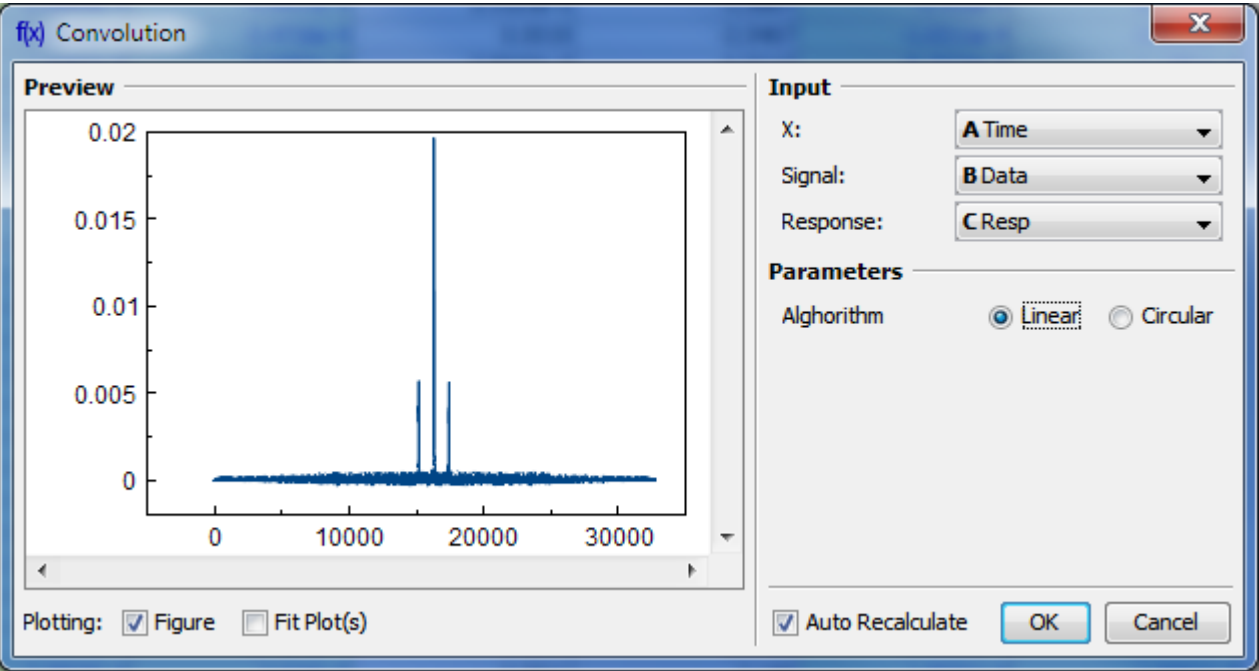 f(x) Convolution
Preview
0.02
0.015
0.01
0.005
0
0 10000 20000 30000
Plotting: Figure Fit Plot(s)
Input
X: A Time
Signal: B Data
Response: C Resp
Parameters
Alghorithm Linear Circular
Auto Recalculate OK Cancel